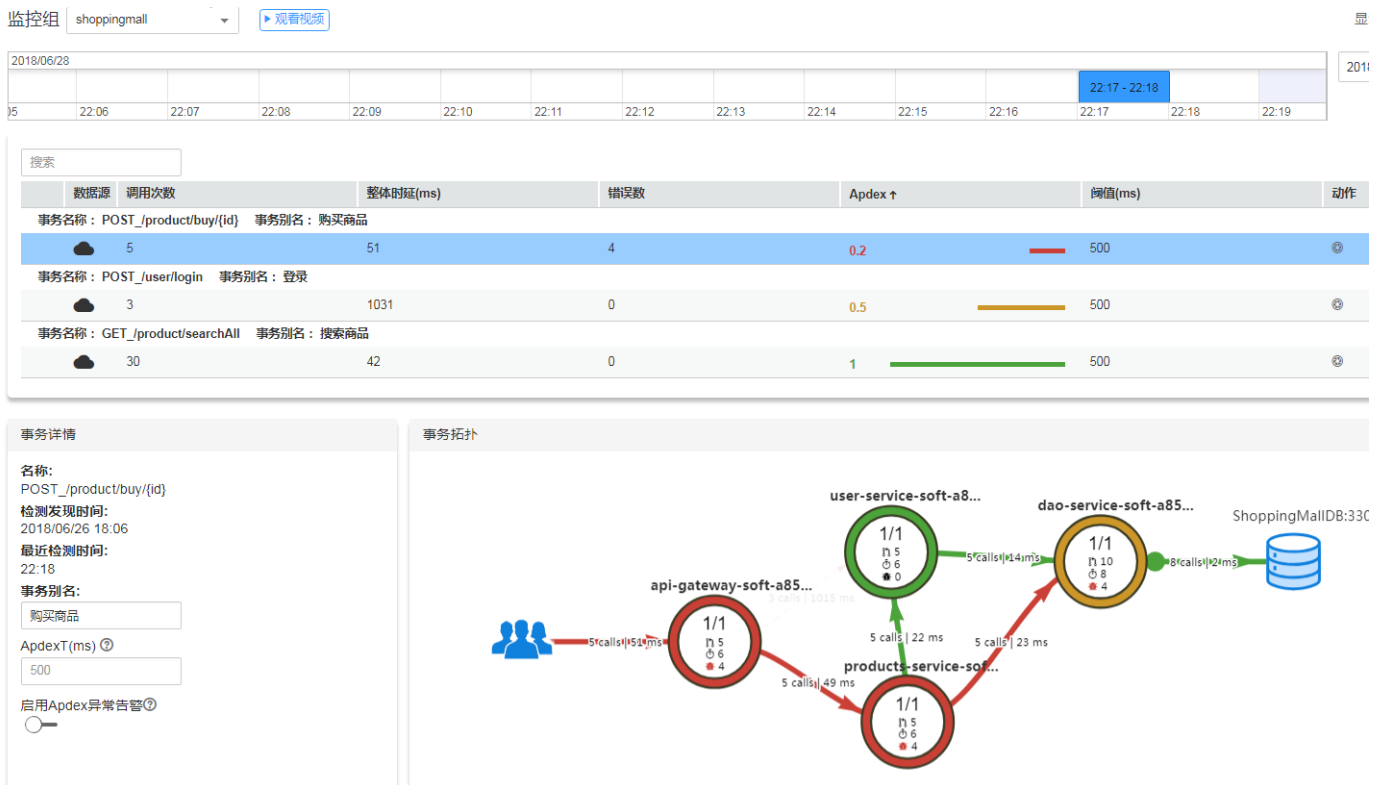 监控组 shoppingmall 观看视频 显
2018/06/28 2018
05 22:06 22:07 22:08 22:09 22:10 22:11 22:12 22:13 22:14 22:15 22:16 22:17 22:18 22:19
22:17 - 22:18
搜索
数据源 调用次数 整体时延(ms) 错误数 Apdex 阈值(ms) 动作
事务名称： POST_/product/buy/{id} 事务别名： 购买商品
5 51 4 0.2 500
事务名称： POST_/user/login 事务别名： 登录
3 1031 0 0.5 500
事务名称： GET_/product/searchAll 事务别名： 搜索商品
30 42 0 1 500
事务详情
名称:
POST_/product/buy/{id}
检测发现时间:
2018/06/26 18:06
最近检测时间:
22:18
事务别名:
购买商品
ApdexT(ms)
500
启用Apdex异常告警
事务拓扑
user-service-soft-a8...
1/1
5
6
0
dao-service-soft-a85...
1/1
10
8
4
ShoppingMallDB:330
5 calls | 14 ms
8 calls | 2 ms
api-gateway-soft-a85...
3 calls | 1015 ms
1/1
5
6
4
5 calls | 51 ms
5 calls | 22 ms
5 calls | 23 ms
5 calls | 49 ms
products-service-sof...
1/1
5
6
4